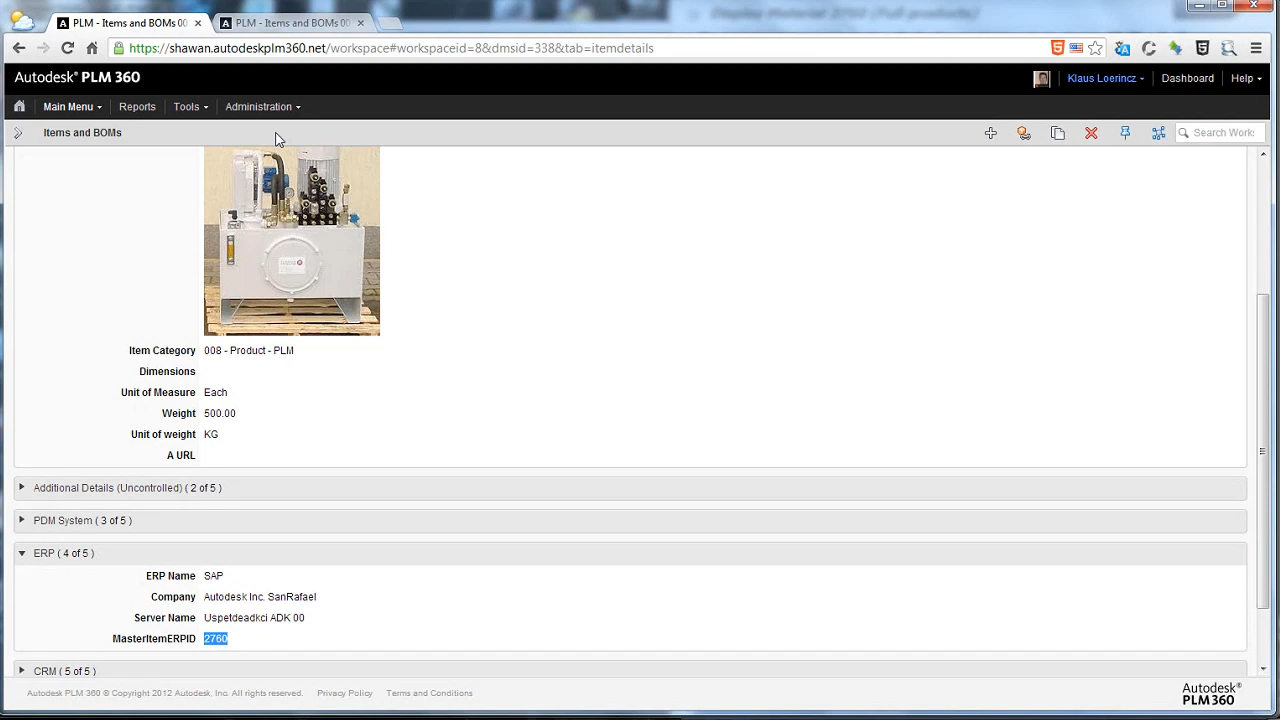 PLM - Items and BOMs 00
PLM - Items and BOMs 00
https://shawan.autodeskplm360.net/workspace#workspaceid=8&dmsid=338&tab=itemdetails
Autodesk® PLM 360
Klaus Loerincz
Dashboard
Help
Main Menu
Reports
Tools
Administration
Items and BOMs
Search Works
Item Category 008 - Product - PLM
Dimensions
Unit of Measure Each
Weight 500.00
Unit of weight KG
A URL
Additional Details (Uncontrolled) ( 2 of 5 )
PDM System ( 3 of 5 )
ERP ( 4 of 5 )
ERP Name SAP
Company Autodesk Inc. SanRafael
Server Name Uspetdeadkci ADK 00
MasterItemERPID 2760
CRM ( 5 of 5 )
Autodesk PLM 360 © Copyright 2012 Autodesk, Inc. All rights reserved. Privacy Policy Terms and Conditions
Autodesk®
PLM 360